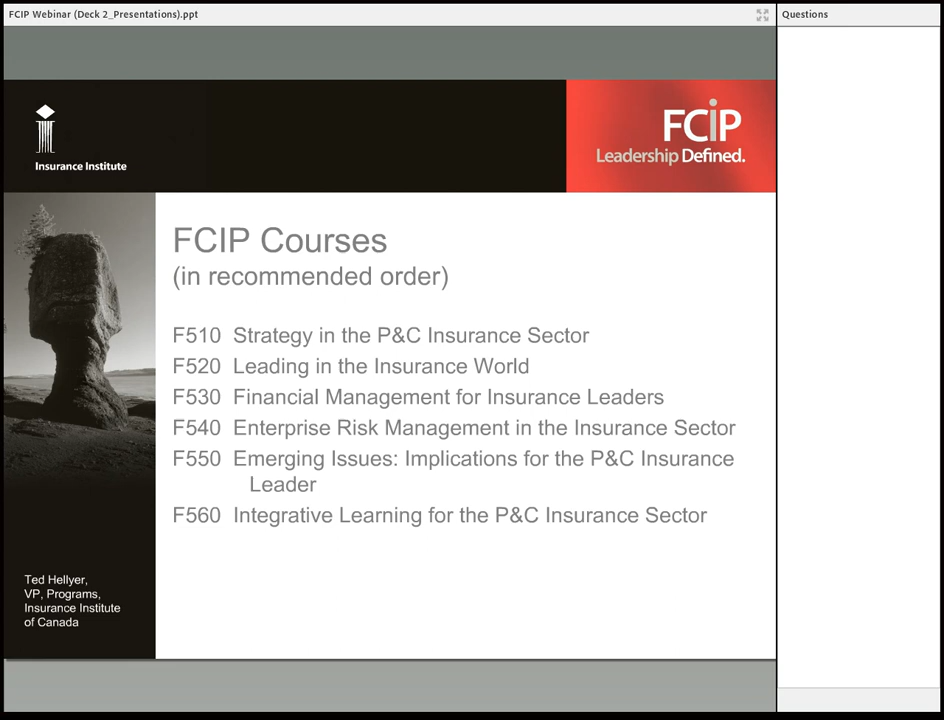 FCIP Webinar (Deck 2_Presentations).ppt
Questions
Insurance Institute
FCIP
Leadership Defined.
FCIP Courses
(in recommended order)
F510 Strategy in the P&C Insurance Sector
F520 Leading in the Insurance World
F530 Financial Management for Insurance Leaders
F540 Enterprise Risk Management in the Insurance Sector
F550 Emerging Issues: Implications for the P&C Insurance
Leader
F560 Integrative Learning for the P&C Insurance Sector
Ted Hellyer,
VP, Programs,
Insurance Institute
of Canada